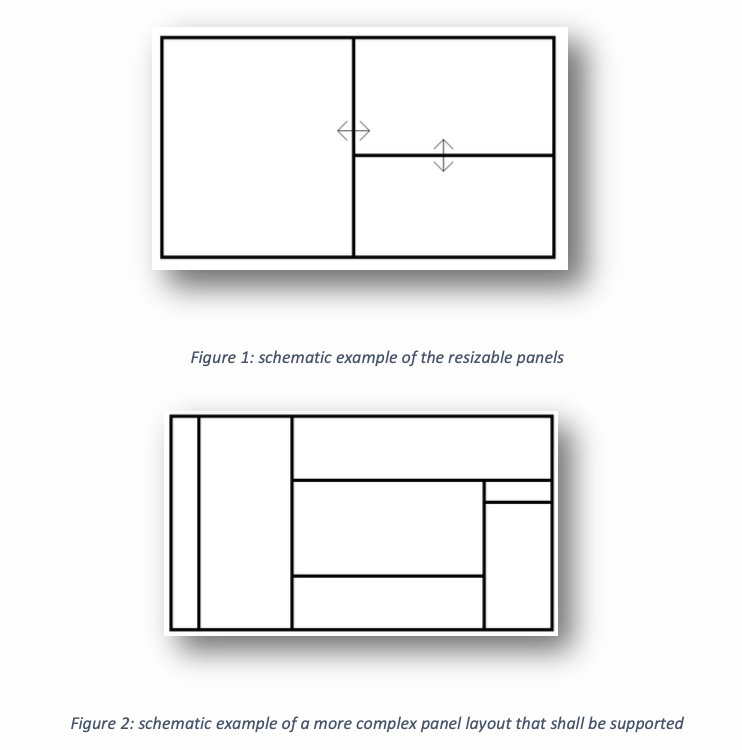 Figure 1: schematic example of the resizable panels
Figure 2: schematic example of a more complex panel layout that shall be supported